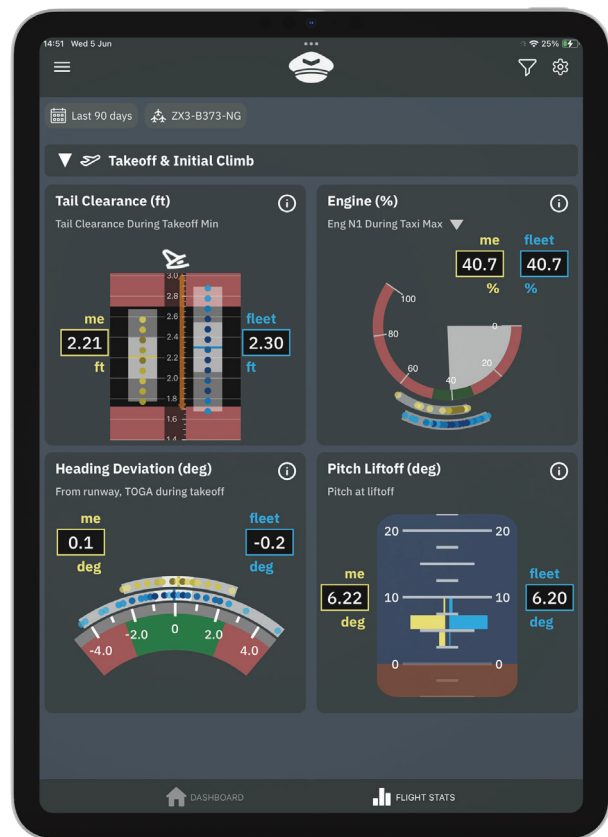 14:51 Wed 5 Jun
25%
Last 90 days
ZX3-B373-NG
Takeoff & Initial Climb
Tail Clearance (ft)
Tail Clearance During Takeoff Min
3.0
2.8
2.6
2.4
2.2
2.0
1.8
1.6
1.4
me
2.21
ft
fleet
2.30
ft
Engine (%)
Eng N1 During Taxi Max
me
40.7
%
fleet
40.7
%
100
80
60
40
20
0
Heading Deviation (deg)
From runway, TOGA during takeoff
me
0.1
deg
fleet
-0.2
deg
-4.0
-2.0
0
2.0
4.0
Pitch Liftoff (deg)
Pitch at liftoff
20 20
10 10
0 0
me
6.22
deg
fleet
6.20
deg
DASHBOARD
FLIGHT STATS